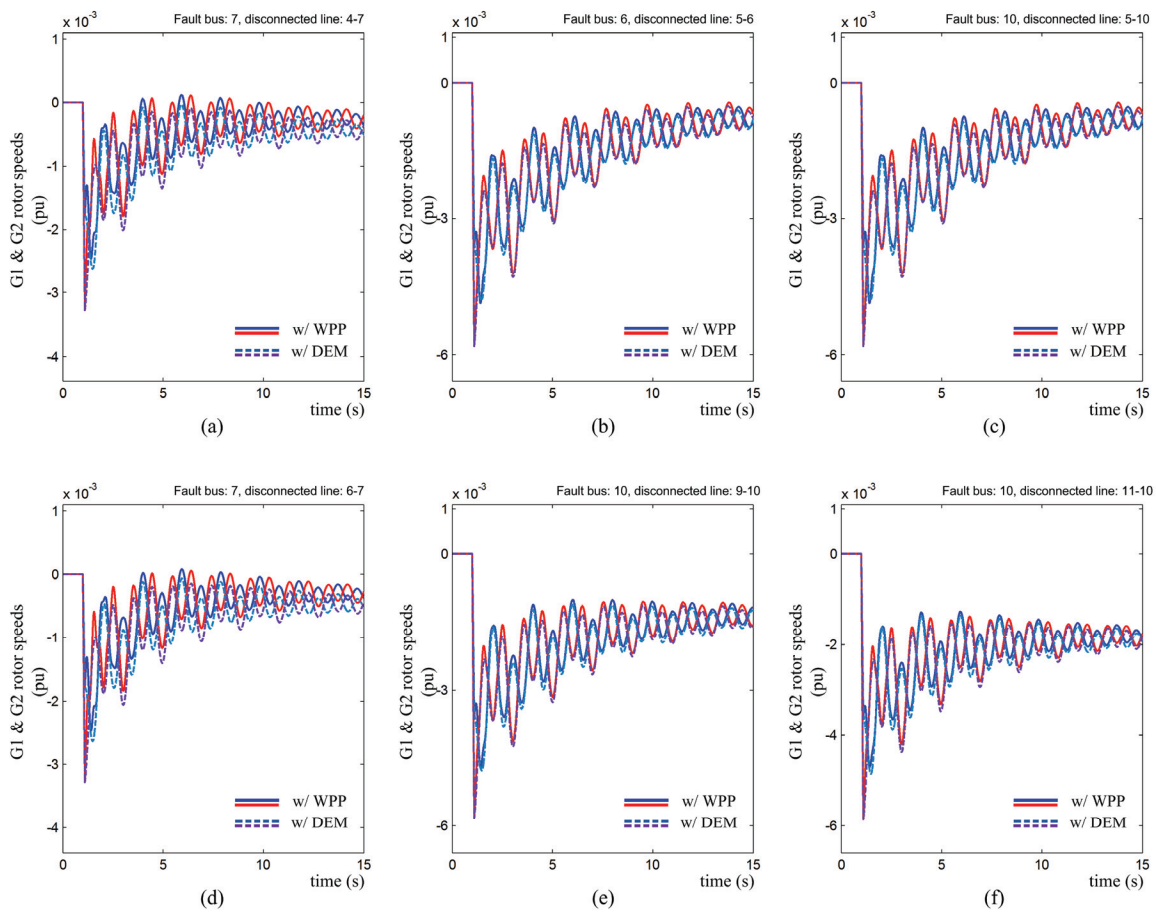 x 10⁻³
Fault bus: 7, disconnected line: 4-7
1
0
-1
-2
-3
-4
G1 & G2 rotor speeds
(pu)
w/ WPP
w/ DEM
0
5
10
15
time (s)
(a)
x 10⁻³
Fault bus: 6, disconnected line: 5-6
0
-3
-6
G1 & G2 rotor speeds
(pu)
w/ WPP
w/ DEM
0
5
10
15
time (s)
(b)
x 10⁻³
Fault bus: 10, disconnected line: 5-10
0
-3
-6
G1 & G2 rotor speeds
(pu)
w/ WPP
w/ DEM
0
5
10
15
time (s)
(c)
x 10⁻³
Fault bus: 7, disconnected line: 6-7
1
0
-1
-2
-3
-4
G1 & G2 rotor speeds
(pu)
w/ WPP
w/ DEM
0
5
10
15
time (s)
(d)
x 10⁻³
Fault bus: 10, disconnected line: 9-10
0
-3
-6
G1 & G2 rotor speeds
(pu)
w/ WPP
w/ DEM
0
5
10
15
time (s)
(e)
x 10⁻³
Fault bus: 10, disconnected line: 11-10
0
-2
-4
-6
G1 & G2 rotor speeds
(pu)
w/ WPP
w/ DEM
0
5
10
15
time (s)
(f)